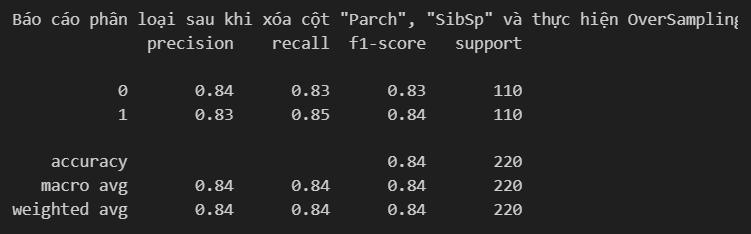 Báo cáo phân loại sau khi xóa cột "Parch", "SibSp" và thực hiện OverSampling
precision recall f1-score support
0 0.84 0.83 0.83 110
1 0.83 0.85 0.84 110
accuracy 0.84 220
macro avg 0.84 0.84 0.84 220
weighted avg 0.84 0.84 0.84 220